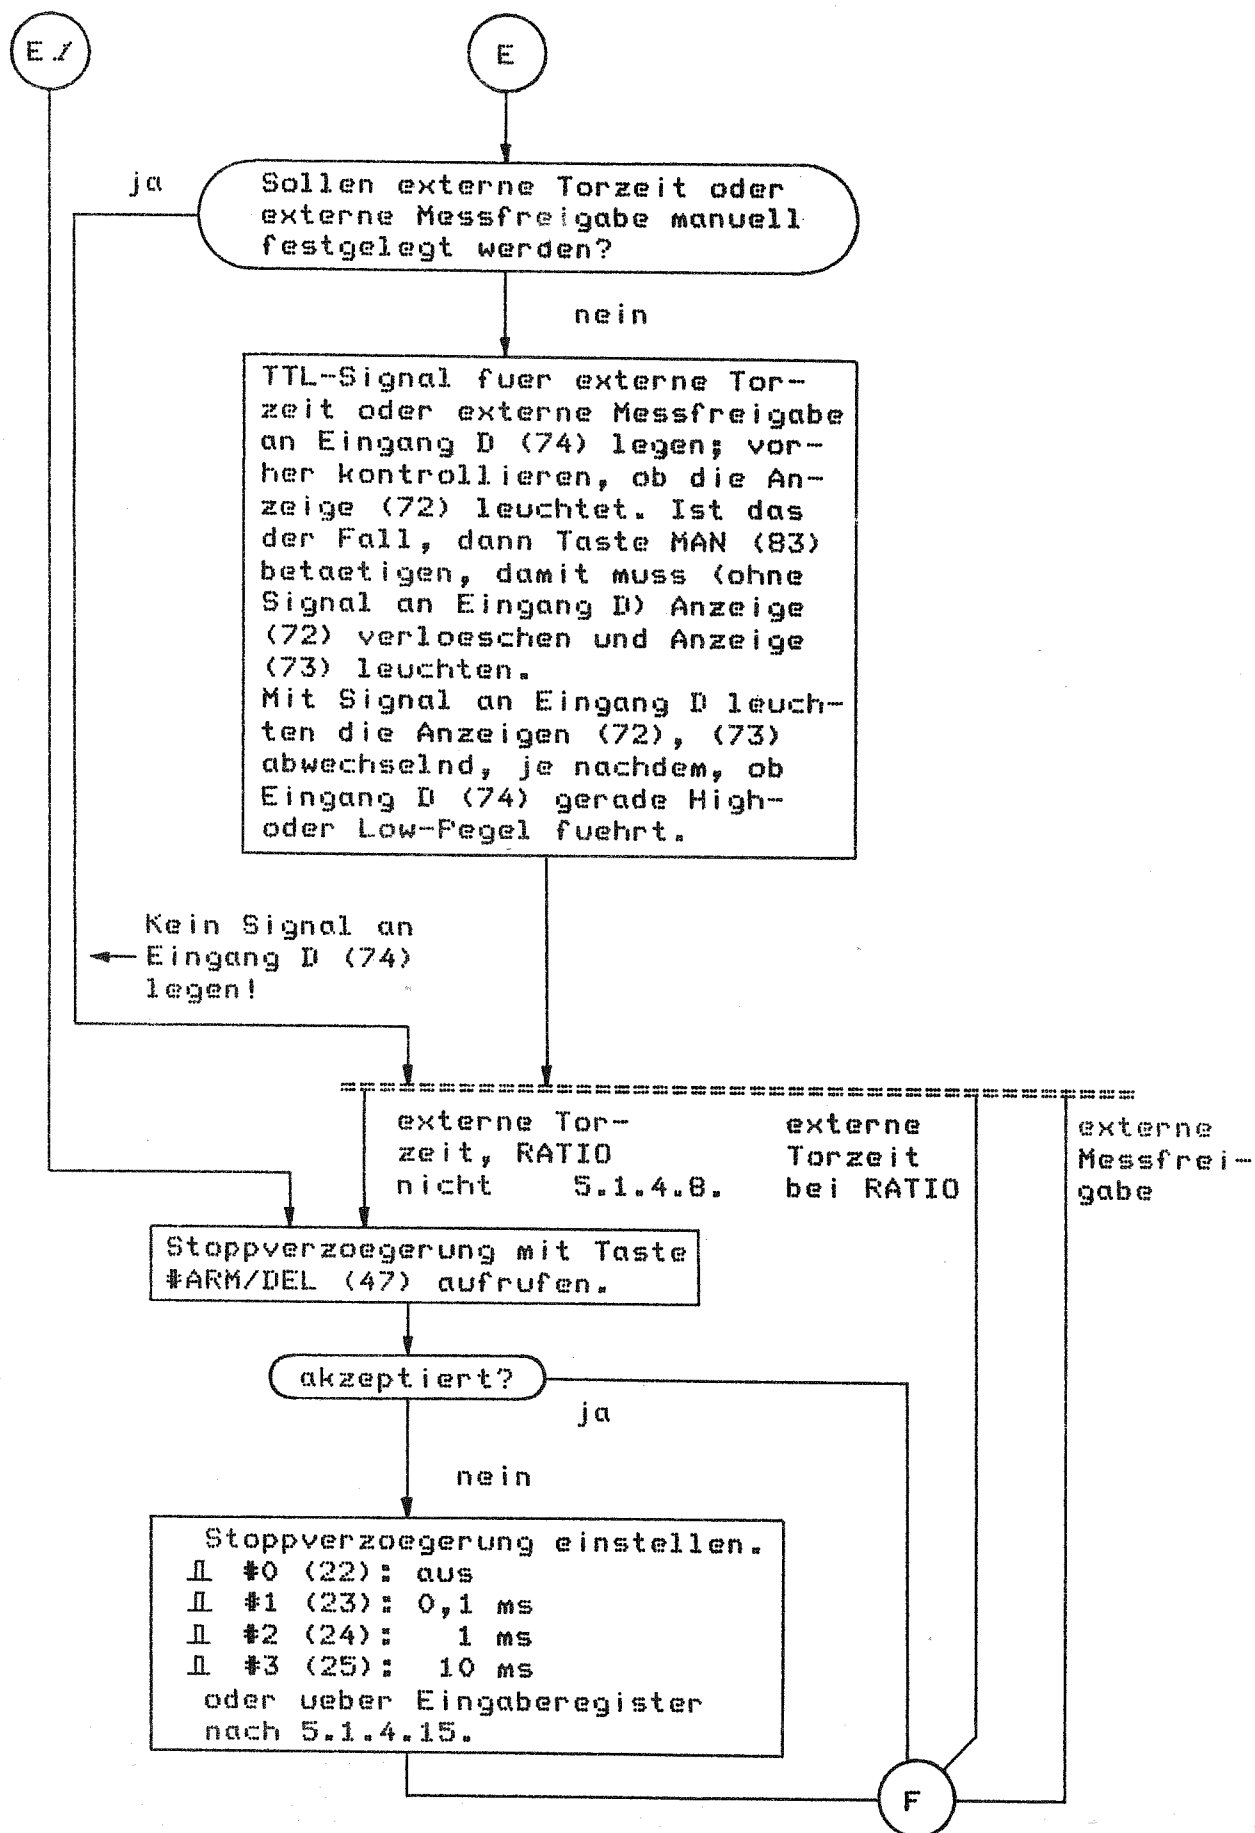 E.1
E
ja
Sollen externe Torzeit oder
externe Messfreigabe manuell
festgelegt werden?
nein
TTL-Signal fuer externe Tor-
zeit oder externe Messfreigabe
an Eingang D (74) legen; vor-
her kontrollieren, ob die An-
zeige (72) leuchtet. Ist das
der Fall, dann Taste MAN (83)
betaetigen, damit muss (ohne
Signal an Eingang D) Anzeige
(72) verloeschen und Anzeige
(73) leuchten.
Mit Signal an Eingang D leuch-
ten die Anzeigen (72), (73)
abwechselnd, je nachdem, ob
Eingang D (74) gerade High-
oder Low-Pegel fuehrt.
Kein Signal an
Eingang D (74)
legen!
externe Tor-
zeit, RATIO
nicht 5.1.4.8.
externe
Torzeit
bei RATIO
externe
Messfrei-
gabe
Stoppverzoegerung mit Taste
#ARM/DEL (47) aufrufen.
akzeptiert?
ja
nein
Stoppverzoegerung einstellen.
#0 (22): aus
#1 (23): 0,1 ms
#2 (24): 1 ms
#3 (25): 10 ms
oder ueber Eingaberegister
nach 5.1.4.15.
F